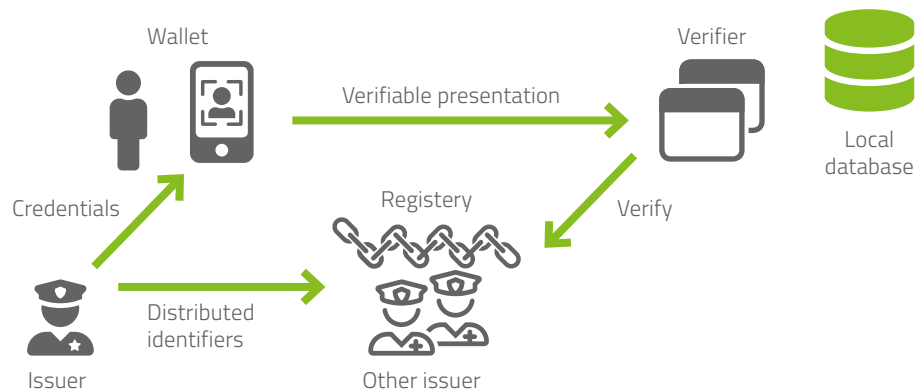 Wallet
Verifier
Verifiable presentation
Local
database
Credentials
Registery
Verify
Distributed
identifiers
Issuer
Other issuer